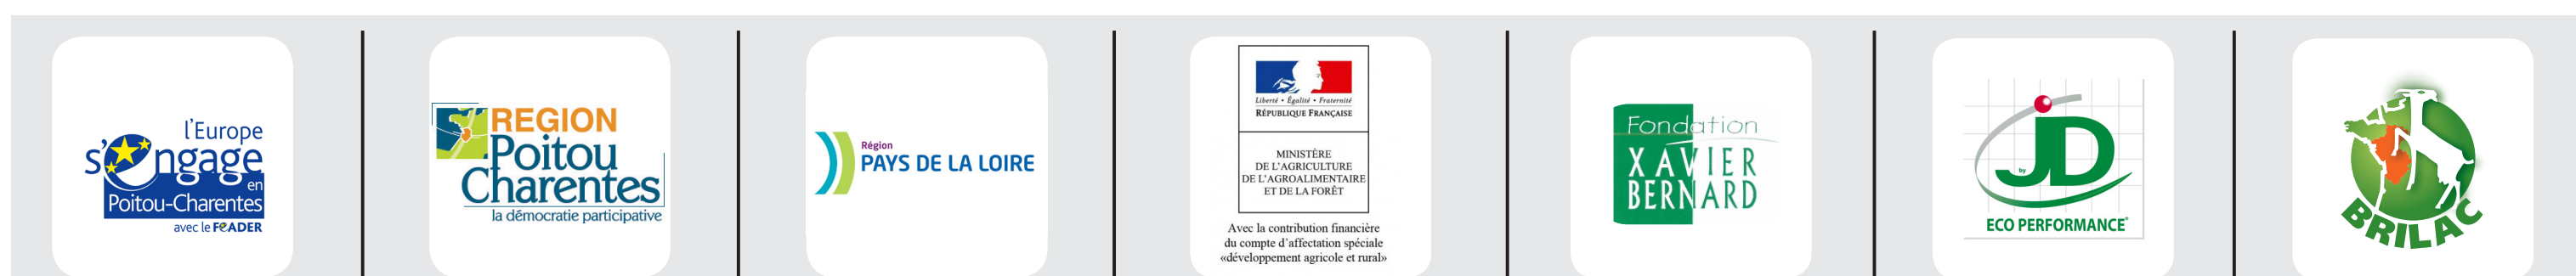 l'Europe
s'engage
en
Poitou-Charentes
avec le FEADER
REGION
Poitou
Charentes
la démocratie participative
Région
PAYS DE LA LOIRE
Liberté • Égalité • Fraternité
RÉPUBLIQUE FRANÇAISE
MINISTÈRE
DE L'AGRICULTURE
DE L'AGROALIMENTAIRE
ET DE LA FORÊT
Avec la contribution financière
du compte d'affectation spéciale
«développement agricole et rural»
Fondation
XAVIER
BERNARD
by JD
ECO PERFORMANCE®
BRILAC